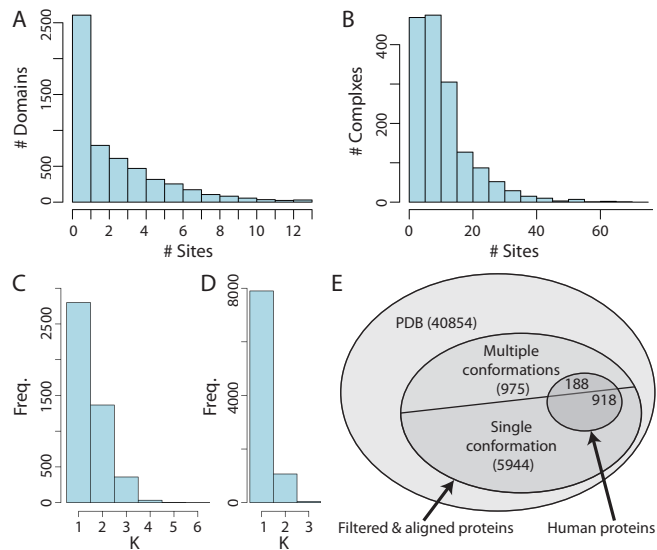 A
# Domains
2500
1500
500
0
0 2 4 6 8 10 12
# Sites
B
# Complxes
400
200
0
0 20 40 60
# Sites
C
Freq.
2500
1500
500
0
1 2 3 4 5 6
K
D
Freq.
8000
4000
0
1 2 3
K
E
PDB (40854)
Multiple
conformations
(975)
188
918
Single
conformation
(5944)
Filtered & aligned proteins
Human proteins